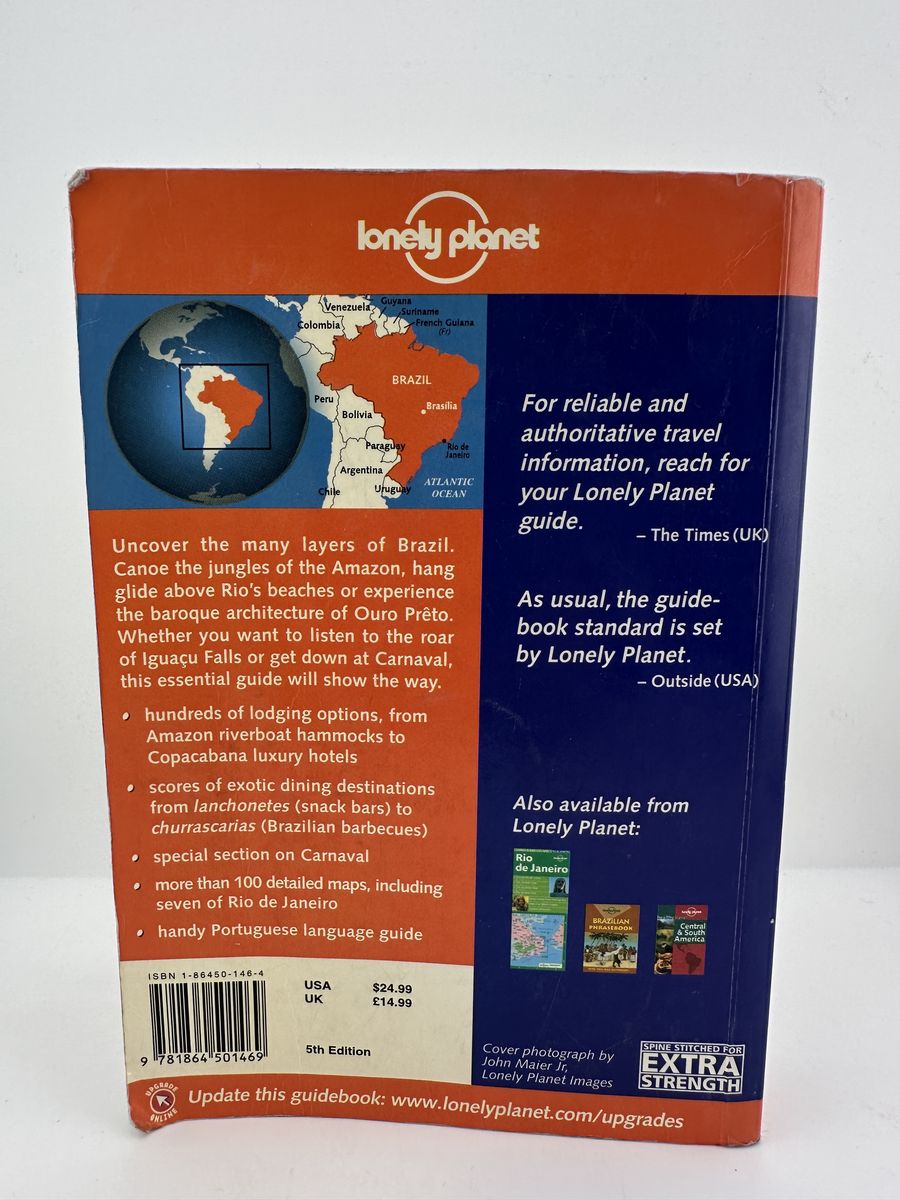 lonely planet
Venezuela
Guyana
Suriname
French Guiana
(Fr)
Colombia
BRAZIL
Peru
Brasília
Bolivia
Rio de
Janeiro
Paraguay
Argentina
Chile
Uruguay
ATLANTIC
OCEAN
Uncover the many layers of Brazil.
Canoe the jungles of the Amazon, hang
glide above Rio's beaches or experience
the baroque architecture of Ouro Prêto.
Whether you want to listen to the roar
of Iguaçu Falls or get down at Carnaval,
this essential guide will show the way.
• hundreds of lodging options, from
Amazon riverboat hammocks to
Copacabana luxury hotels
• scores of exotic dining destinations
from lanchonetes (snack bars) to
churrascarias (Brazilian barbecues)
• special section on Carnaval
• more than 100 detailed maps, including
seven of Rio de Janeiro
• handy Portuguese language guide
ISBN 1-86450-146-4
9 781864 501469
USA $24.99
UK £14.99
5th Edition
For reliable and
authoritative travel
information, reach for
your Lonely Planet
guide.
– The Times (UK)
As usual, the guide-
book standard is set
by Lonely Planet.
– Outside (USA)
Also available from
Lonely Planet:
Rio
de Janeiro
BRAZILIAN
PHRASEBOOK
lonely planet
Central
& South
America
Cover photograph by
John Maier Jr,
Lonely Planet Images
SPINE STITCHED FOR
EXTRA
STRENGTH
UPGRADE
ONLINE
Update this guidebook: www.lonelyplanet.com/upgrades